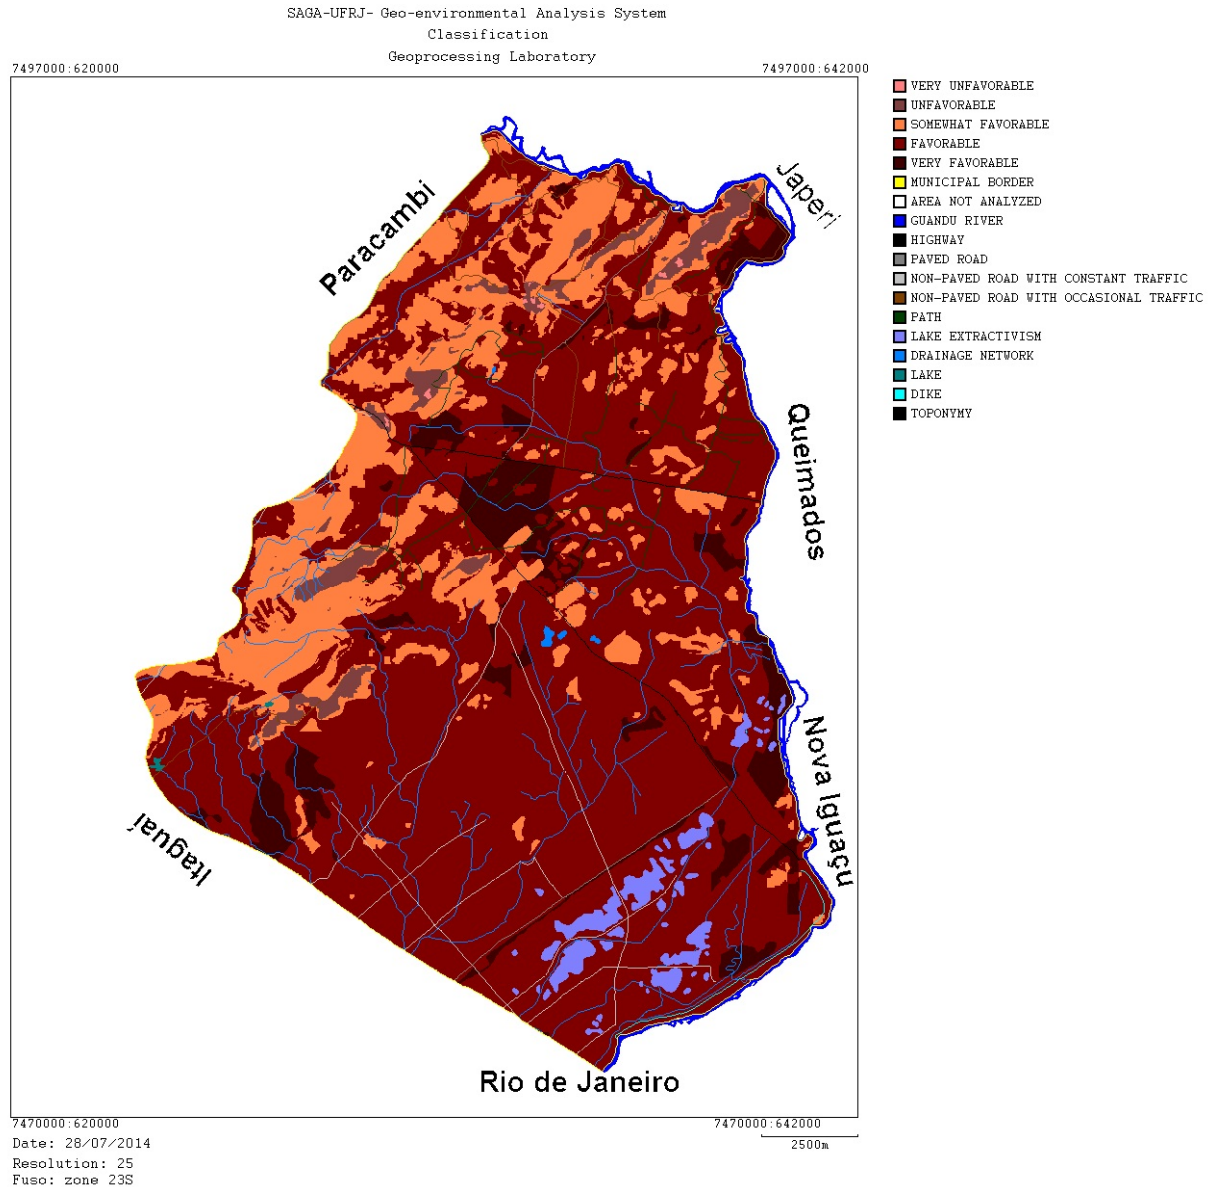 SAGA-UFRJ- Geo-environmental Analysis System
Classification
Geoprocessing Laboratory
7497000:620000
7497000:642000
VERY UNFAVORABLE
UNFAVORABLE
SOMEWHAT FAVORABLE
FAVORABLE
VERY FAVORABLE
MUNICIPAL BORDER
AREA NOT ANALYZED
GUANDU RIVER
HIGHWAY
PAVED ROAD
NON-PAVED ROAD WITH CONSTANT TRAFFIC
NON-PAVED ROAD WITH OCCASIONAL TRAFFIC
PATH
LAKE EXTRACTIVISM
DRAINAGE NETWORK
LAKE
DIKE
TOPONYMY
Paracambi
Japeri
Queimados
Nova Iguaçu
Itaguaí
Rio de Janeiro
7470000:620000
7470000:642000
Date: 28/07/2014
2500m
Resolution: 25
Fuso: zone 23S